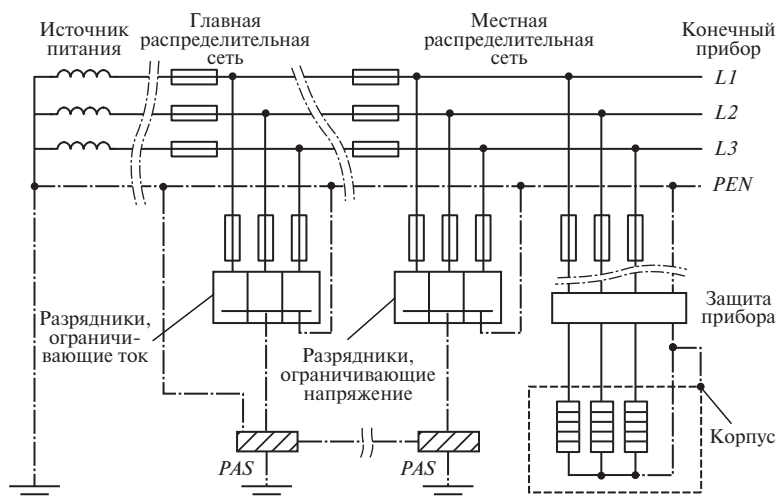 Источник
питания
Главная
распределительная
сеть
Местная
распределительная
сеть
Конечный
прибор
L1
L2
L3
PEN
Разрядники,
ограничи-
вающие ток
Разрядники,
ограничивающие
напряжение
Защита
прибора
Корпус
PAS
PAS